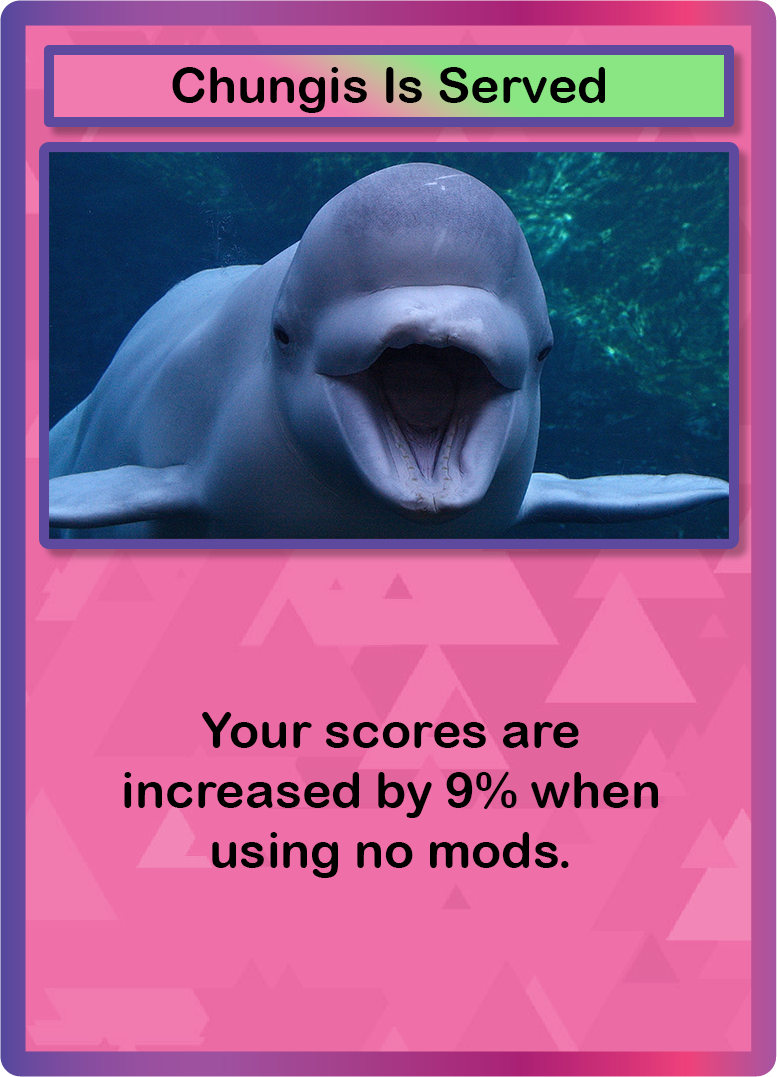 Chungis Is Served
Your scores are
increased by 9% when
using no mods.